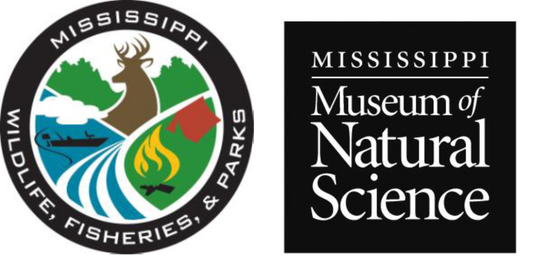 MISSISSIPPI
WILDLIFE, FISHERIES, & PARKS
MISSISSIPPI
Museum of
Natural
Science